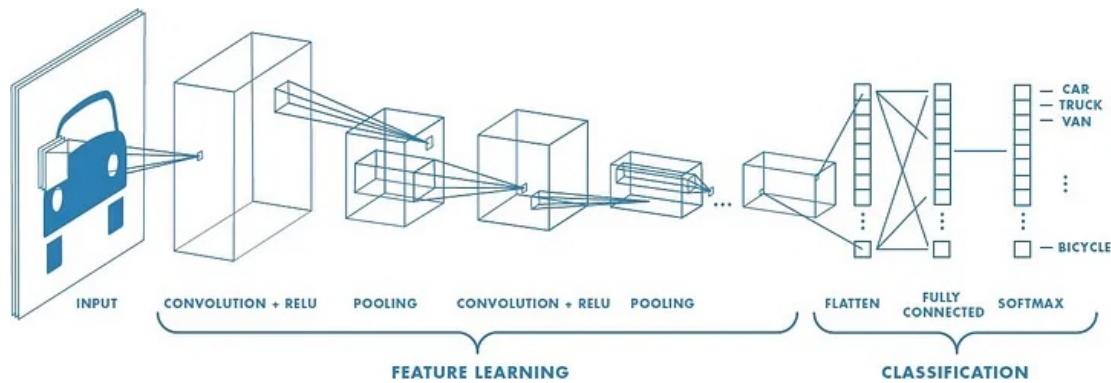 CAR
TRUCK
VAN
BICYCLE
INPUT
CONVOLUTION + RELU
POOLING
CONVOLUTION + RELU
POOLING
FLATTEN
FULLY
CONNECTED
SOFTMAX
FEATURE LEARNING
CLASSIFICATION